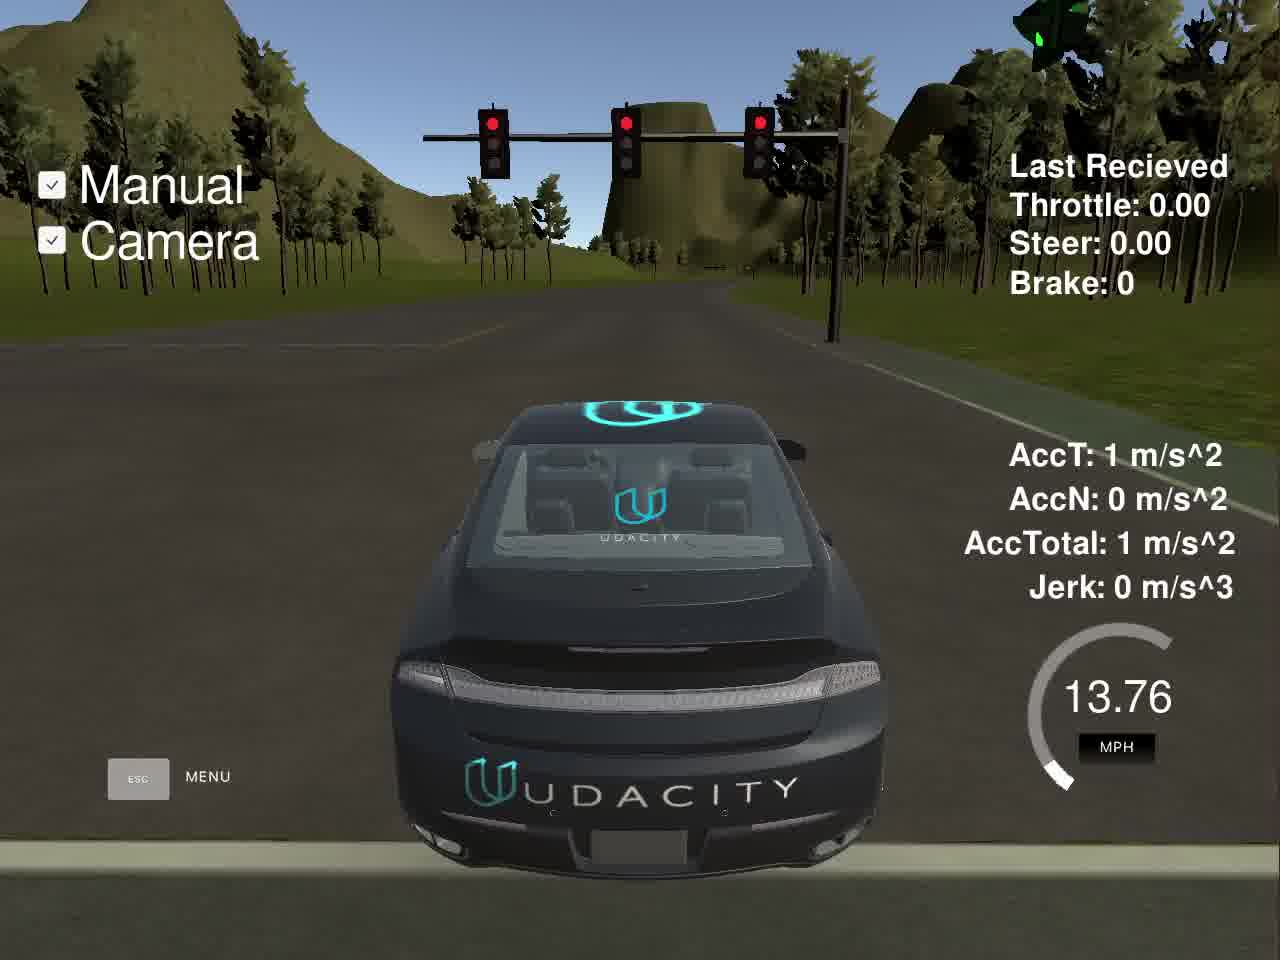 Manual
Camera
Last Recieved
Throttle: 0.00
Steer: 0.00
Brake: 0
AccT: 1 m/s^2
AccN: 0 m/s^2
AccTotal: 1 m/s^2
Jerk: 0 m/s^3
13.76
MPH
UDACITY
UDACITY
ESC MENU